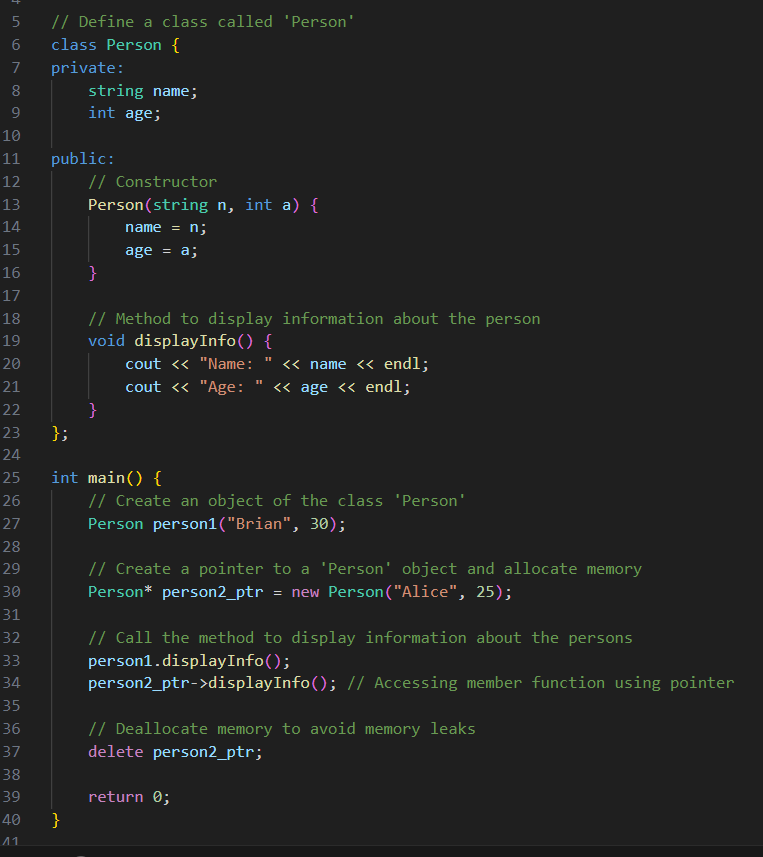 5 // Define a class called 'Person'
6 class Person {
7 private:
8     string name;
9     int age;
10
11 public:
12     // Constructor
13     Person(string n, int a) {
14         name = n;
15         age = a;
16     }
17
18     // Method to display information about the person
19     void displayInfo() {
20         cout << "Name: " << name << endl;
21         cout << "Age: " << age << endl;
22     }
23 };
24
25 int main() {
26     // Create an object of the class 'Person'
27     Person person1("Brian", 30);
28
29     // Create a pointer to a 'Person' object and allocate memory
30     Person* person2_ptr = new Person("Alice", 25);
31
32     // Call the method to display information about the persons
33     person1.displayInfo();
34     person2_ptr->displayInfo(); // Accessing member function using pointer
35
36     // Deallocate memory to avoid memory leaks
37     delete person2_ptr;
38
39     return 0;
40 }
41